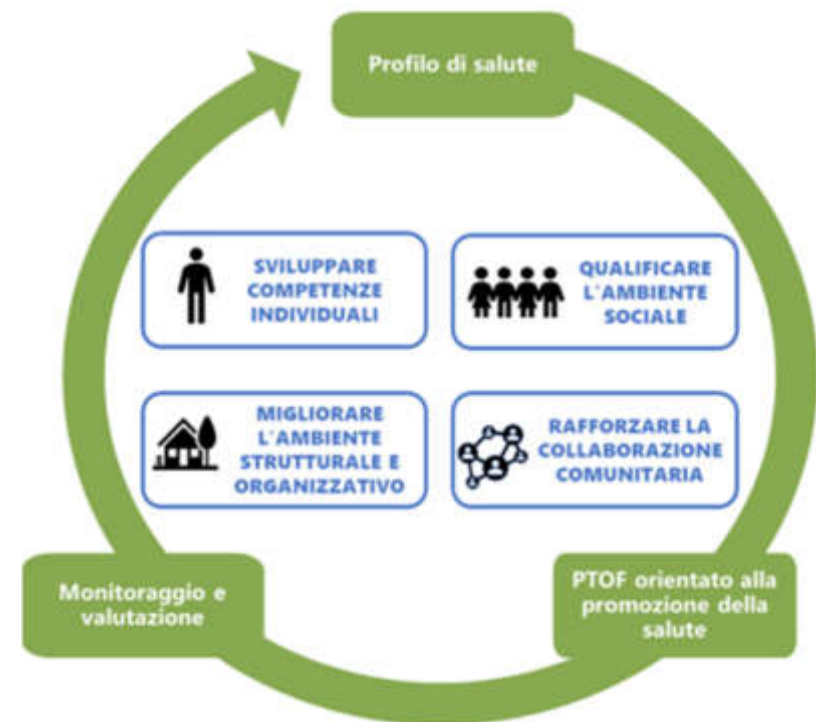 Profilo di salute
SVILUPPARE
COMPETENZE
INDIVIDUALI
QUALIFICARE
L'AMBIENTE
SOCIALE
MIGLIORARE
L'AMBIENTE
STRUTTURALE E
ORGANIZZATIVO
RAFFORZARE LA
COLLABORAZIONE
COMUNITARIA
Monitoraggio e
valutazione
PTOF orientato alla
promozione della
salute